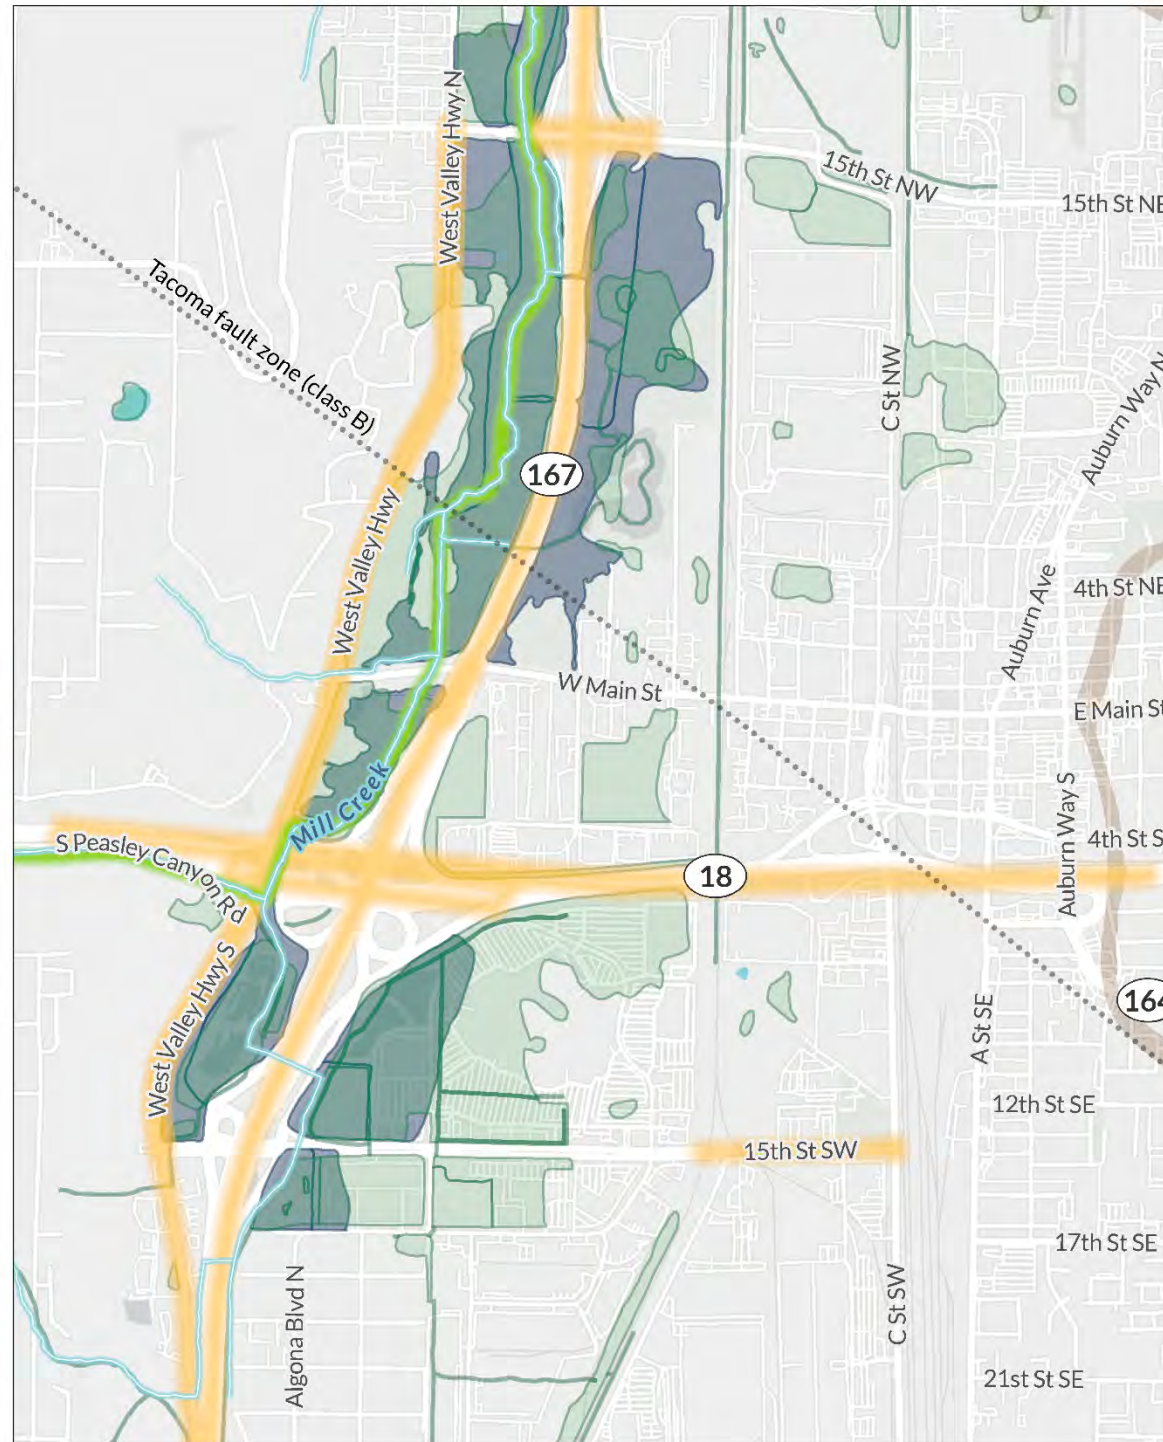 West Valley Hwy N
15th St NW
15th St NE
Tacoma fault zone (class B)
C St NW
Auburn Way N
167
West Valley Hwy
4th St NE
Auburn Ave
W Main St
E Main St
Mill Creek
S Peasley Canyon Rd
Auburn Way S
4th St S
18
West Valley Hwy S
164
A St SE
12th St SE
15th St SW
17th St SE
C St SW
Algona Blvd N
21st St SE